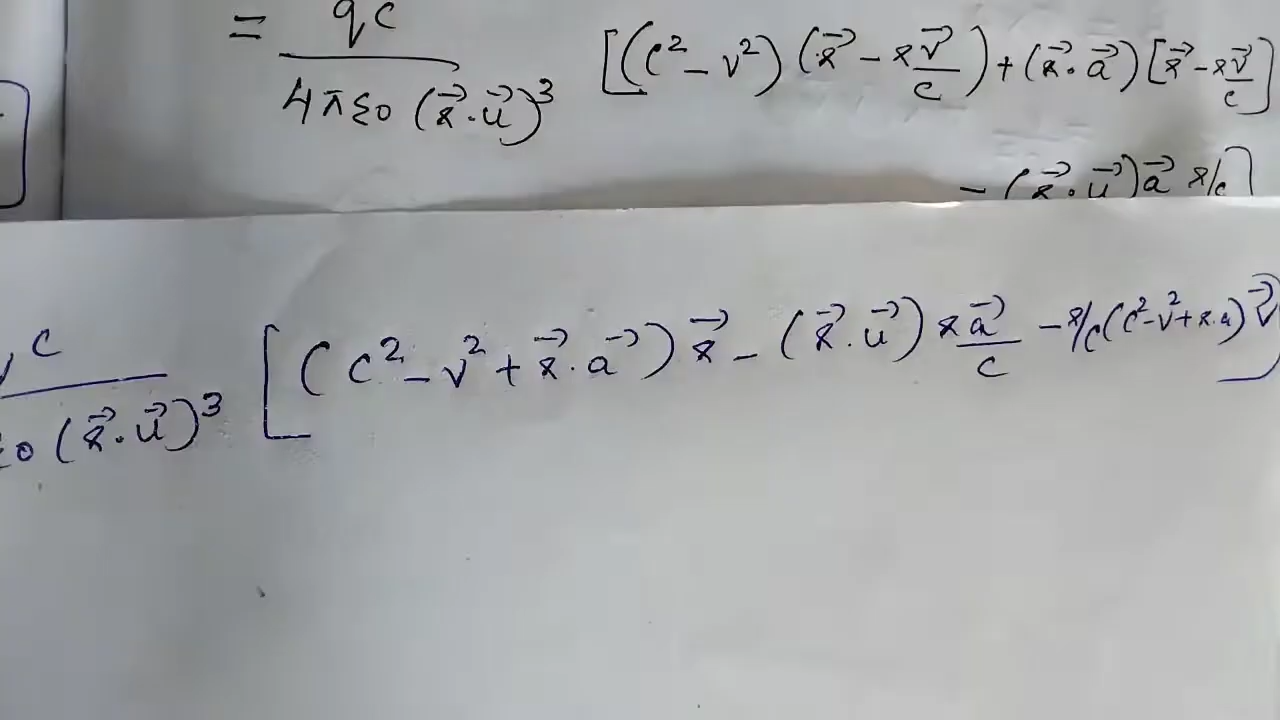 = qc / 4πε0 (r⃗.u⃗)³ [(c² - v²) (r⃗ - r v⃗/c) + (r⃗.a⃗) [r⃗ - r v⃗/c]
- (r⃗.u⃗) a⃗ r/c]
c / ε0 (r⃗.u⃗)³ [(c² - v² + r⃗.a⃗) r⃗ - (r⃗.u⃗) r a⃗/c - r/c (c² - v² + r.a) v⃗]